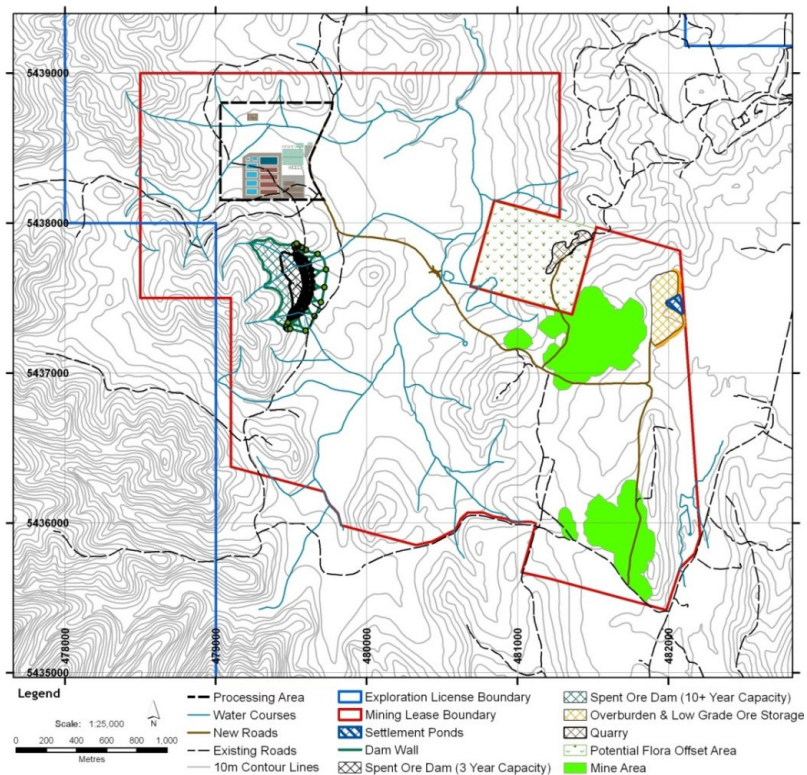 5439000
5438000
5437000
5436000
5435000
478000
479000
480000
481000
482000
Legend
Scale: 1:25,000
N
0 200 400 600 800 1,000
Metres
Processing Area
Water Courses
New Roads
Existing Roads
10m Contour Lines
Exploration License Boundary
Mining Lease Boundary
Settlement Ponds
Dam Wall
Spent Ore Dam (3 Year Capacity)
Spent Ore Dam (10+ Year Capacity)
Overburden & Low Grade Ore Storage
Quarry
Potential Flora Offset Area
Mine Area